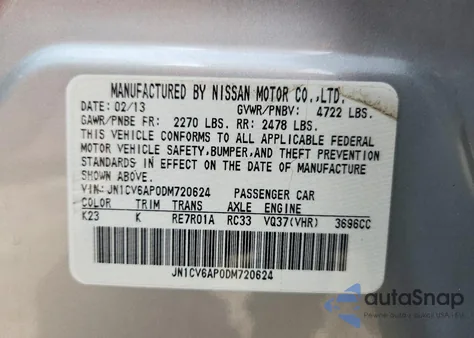 MANUFACTURED BY NISSAN MOTOR CO.,LTD.
DATE: 02/13 GVWR/PNBV: 4722 LBS.
GAWR/PNBE FR: 2270 LBS. RR: 2478 LBS.
THIS VEHICLE CONFORMS TO ALL APPLICABLE FEDERAL
MOTOR VEHICLE SAFETY,BUMPER,AND THEFT PREVENTION
STANDARDS IN EFFECT ON THE DATE OF MANUFACTURE
SHOWN ABOVE.
VIN: JN1CV6AP0DM720624 PASSENGER CAR
COLOR TRIM TRANS AXLE ENGINE
K23 K RE7R01A RC33 VQ37(VHR) 3696CC
JN1CV6AP0DM720624
autoSnap